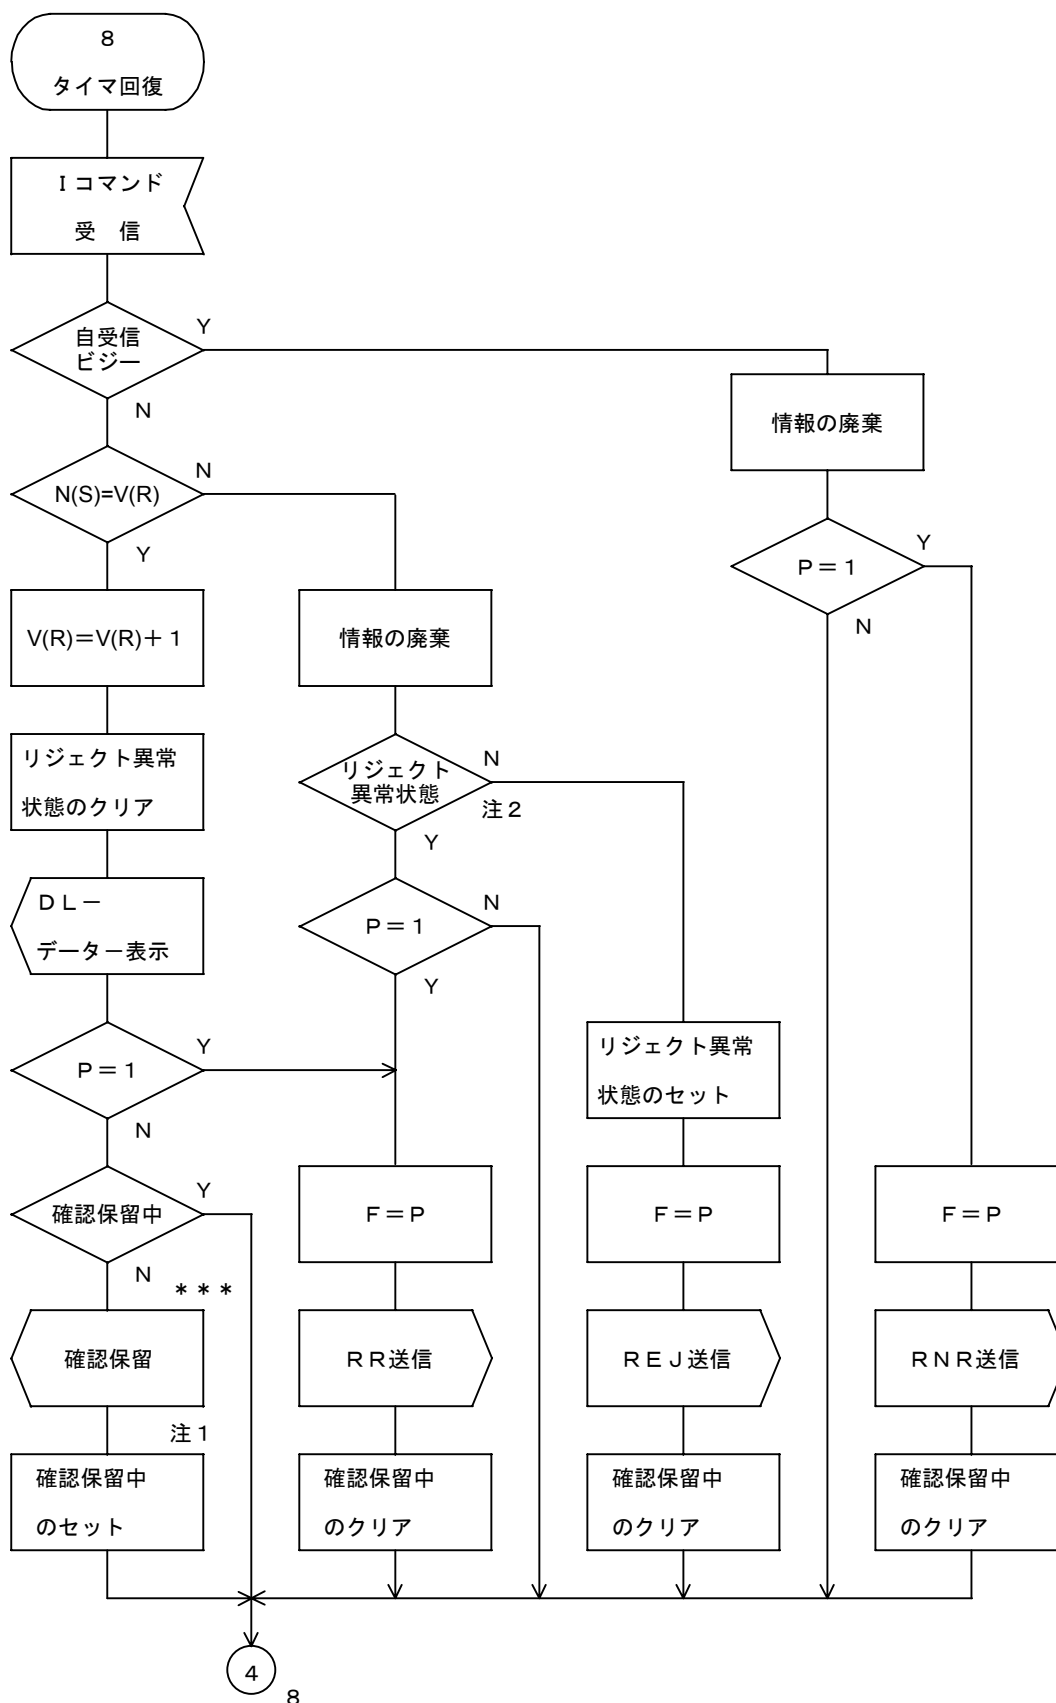 8
タイマ回復
Iコマンド
受　信
自受信
ビジー
Y
N
情報の廃棄
N(S)=V(R)
N
Y
P＝1
Y
N
V(R)＝V(R)＋1
情報の廃棄
リジェクト異常
状態のクリア
リジェクト
異常状態
N
注2
Y
DL－
データー表示
P＝1
N
Y
リジェクト異常
状態のセット
P＝1
Y
N
確認保留中
Y
N
＊＊＊
F＝P
F＝P
F＝P
確認保留
RR送信
REJ送信
RNR送信
注1
確認保留中
のセット
確認保留中
のクリア
確認保留中
のクリア
確認保留中
のクリア
4
8